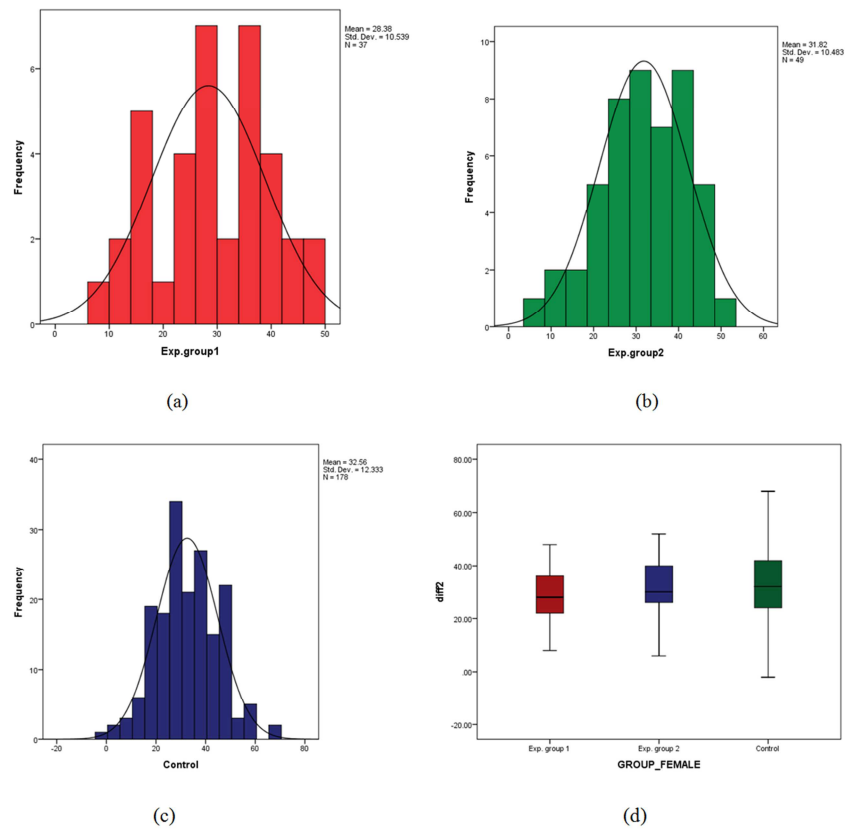 Mean = 28.38
Std. Dev. = 10.539
N = 37
6
4
2
0
Frequency
0 10 20 30 40 50
Exp.group1
(a)
Mean = 31.82
Std. Dev. = 10.483
N = 49
10
8
6
4
2
0
Frequency
0 10 20 30 40 50 60
Exp.group2
(b)
Mean = 32.56
Std. Dev. = 12.333
N = 178
40
30
20
10
0
Frequency
-20 0 20 40 60 80
Control
(c)
80.00
60.00
40.00
20.00
.00
-20.00
diff2
Exp. group 1 Exp. group 2 Control
GROUP_FEMALE
(d)